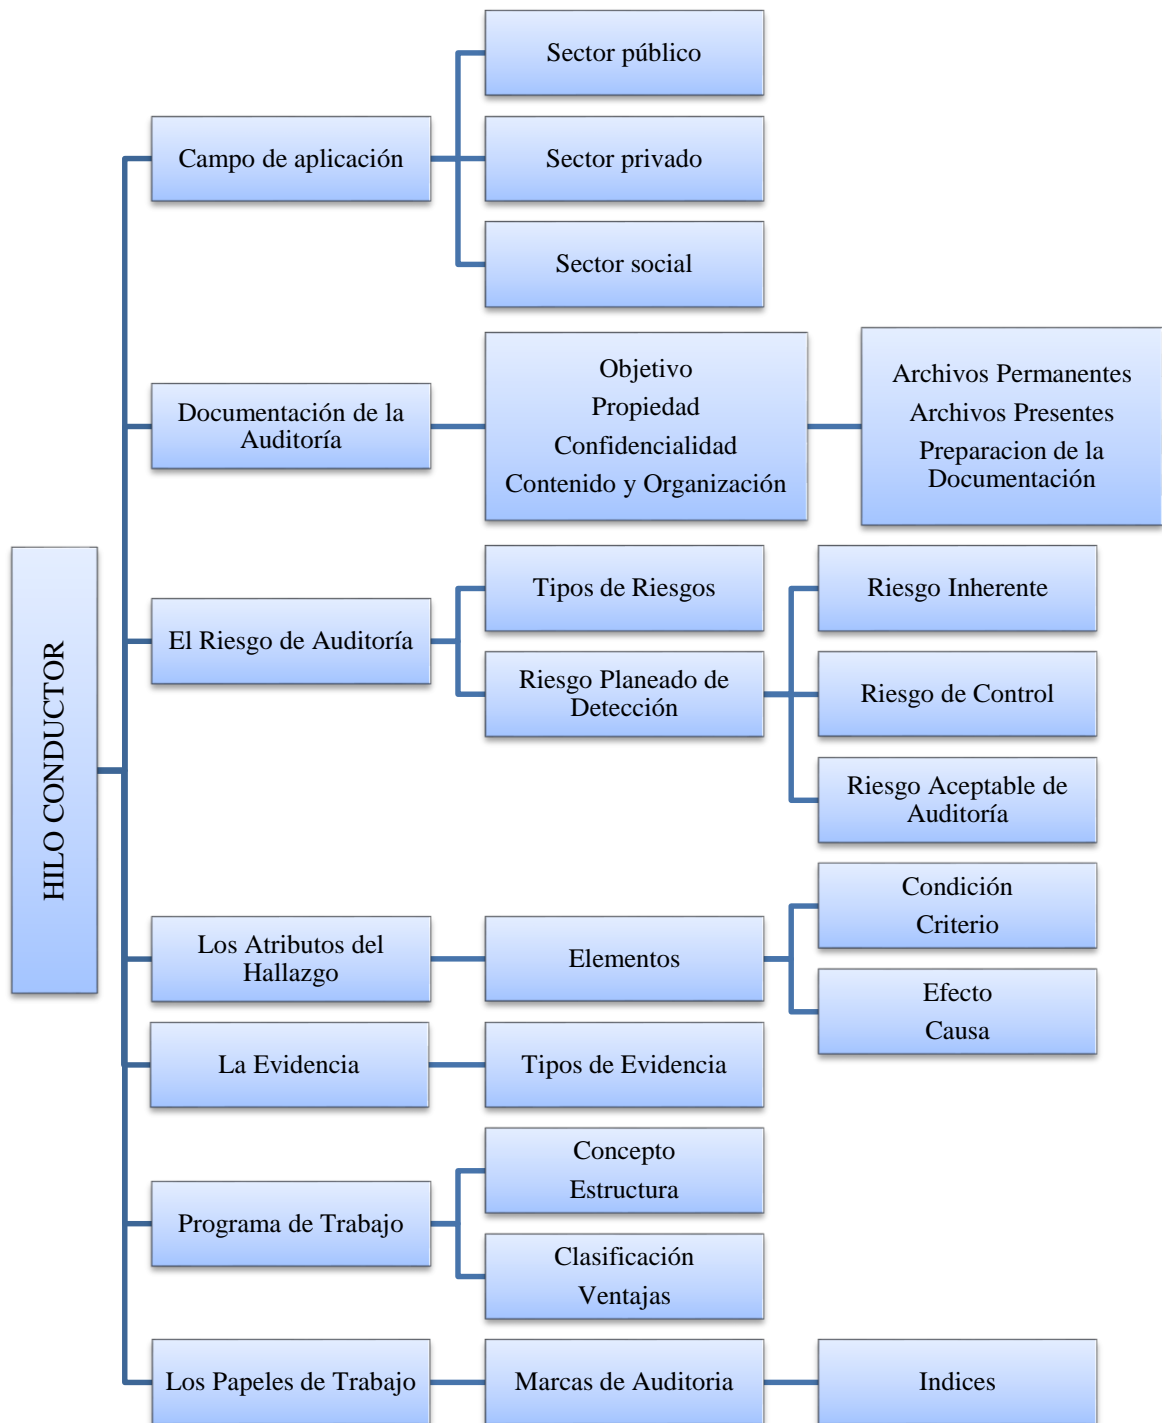 HILO CONDUCTOR
Campo de aplicación
Sector público
Sector privado
Sector social
Documentación de la
Auditoría
Objetivo
Propiedad
Confidencialidad
Contenido y Organización
Archivos Permanentes
Archivos Presentes
Preparacion de la
Documentación
El Riesgo de Auditoría
Tipos de Riesgos
Riesgo Planeado de
Detección
Riesgo Inherente
Riesgo de Control
Riesgo Aceptable de
Auditoría
Los Atributos del
Hallazgo
Elementos
Condición
Criterio
Efecto
Causa
La Evidencia
Tipos de Evidencia
Programa de Trabajo
Concepto
Estructura
Clasificación
Ventajas
Los Papeles de Trabajo
Marcas de Auditoria
Indices